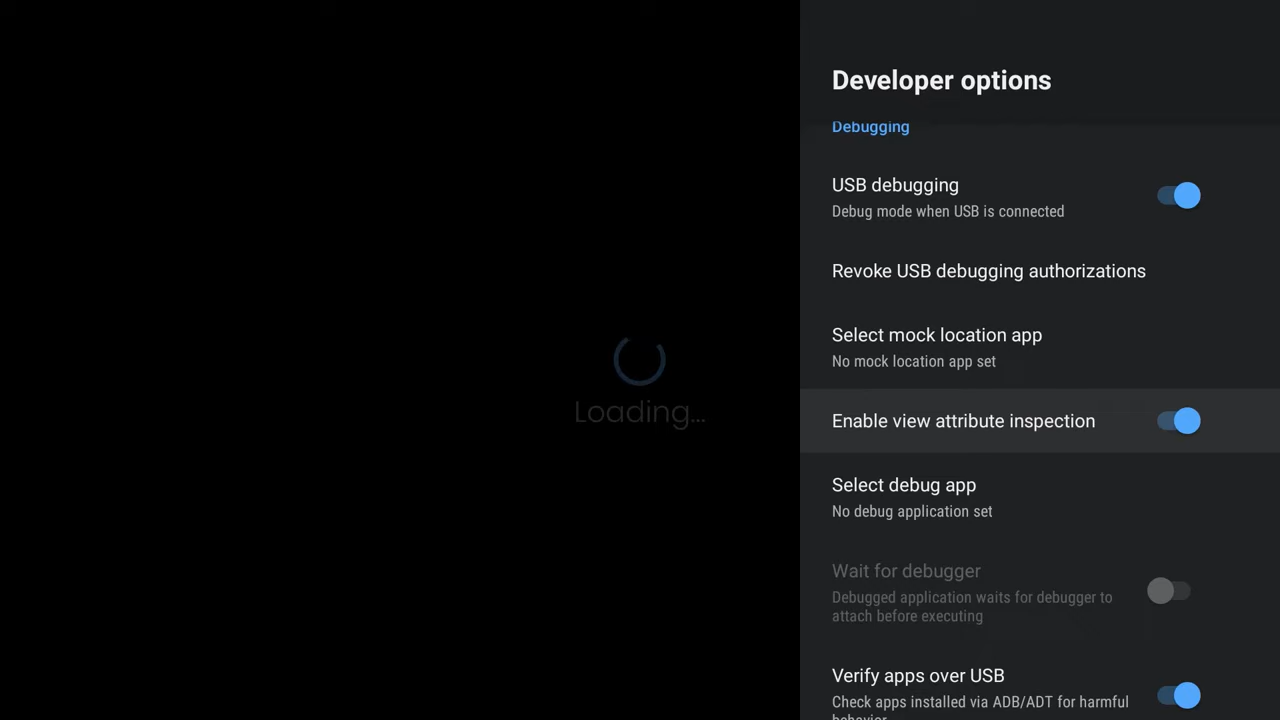 Developer options
Debugging
USB debugging
Debug mode when USB is connected
Revoke USB debugging authorizations
Select mock location app
No mock location app set
Loading...
Enable view attribute inspection
Select debug app
No debug application set
Wait for debugger
Debugged application waits for debugger to
attach before executing
Verify apps over USB
Check apps installed via ADB/ADT for harmful
behavior